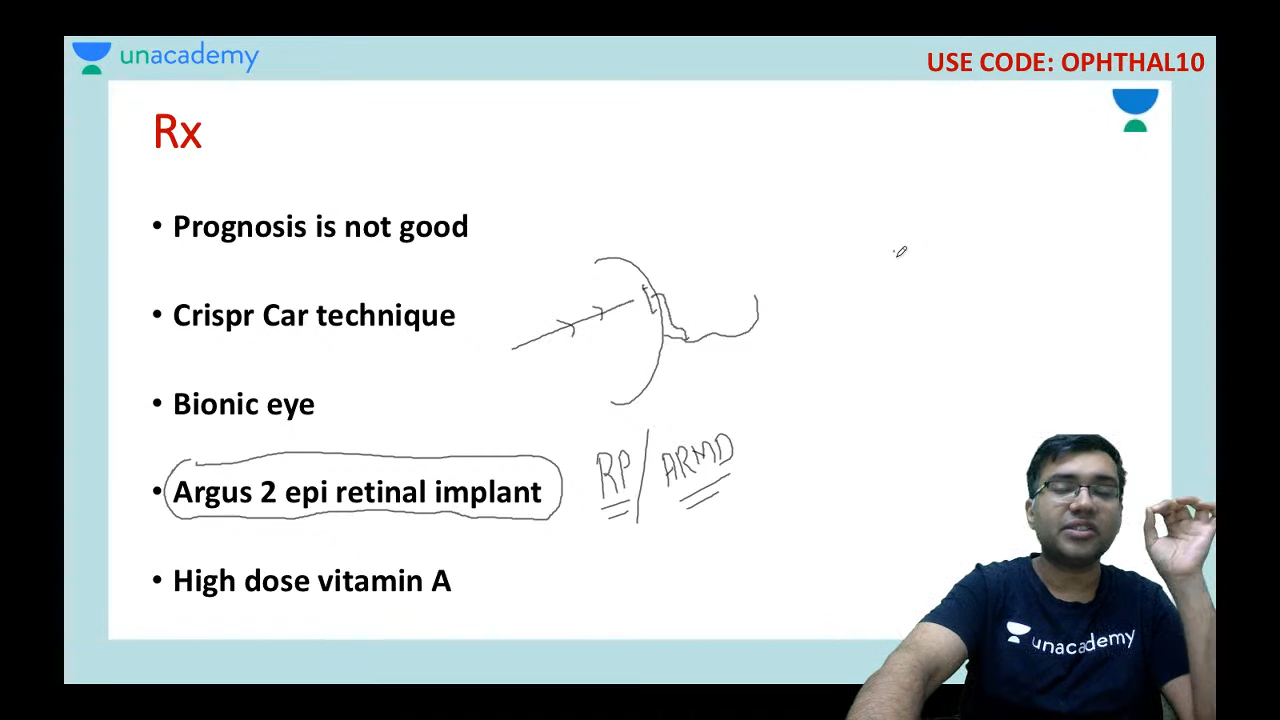 unacademy
USE CODE: OPHTHAL10
Rx
• Prognosis is not good
• Crispr Car technique
• Bionic eye
• Argus 2 epi retinal implant
RP/ARMD
• High dose vitamin A
unacademy